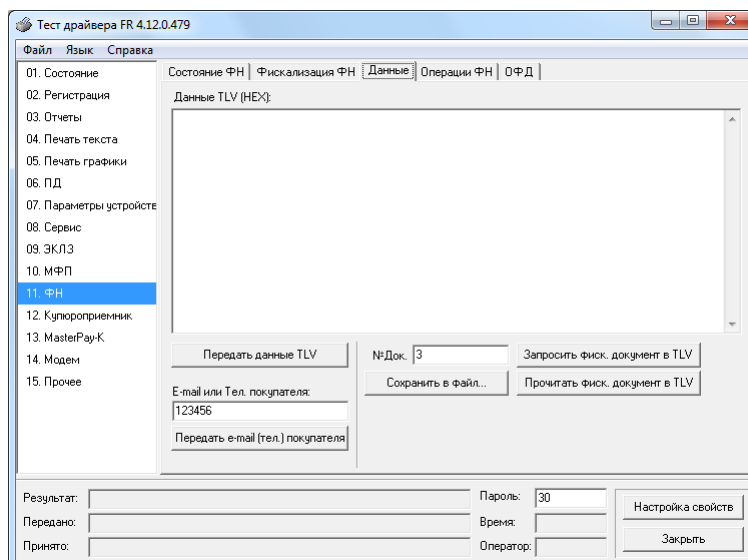 Тест драйвера FR 4.12.0.479
Файл Язык Справка
01. Состояние
02. Регистрация
03. Отчеты
04. Печать текста
05. Печать графики
06. ПД
07. Параметры устройств
08. Сервис
09. ЭКЛЗ
10. МФП
11. ФН
12. Купюроприемник
13. MasterPay-K
14. Модем
15. Прочее
Состояние ФН Фискализация ФН Данные Операции ФН ОФД
Данные TLV (HEX):
Передать данные TLV №Док. 3 Запросить фиск. документ в TLV
Сохранить в файл... Прочитать фиск. документ в TLV
E-mail или Тел. покупателя:
123456
Передать e-mail (тел.) покупателя
Результат: Пароль: 30 Настройка свойств
Передано: Время:
Принято: Оператор: Закрыть